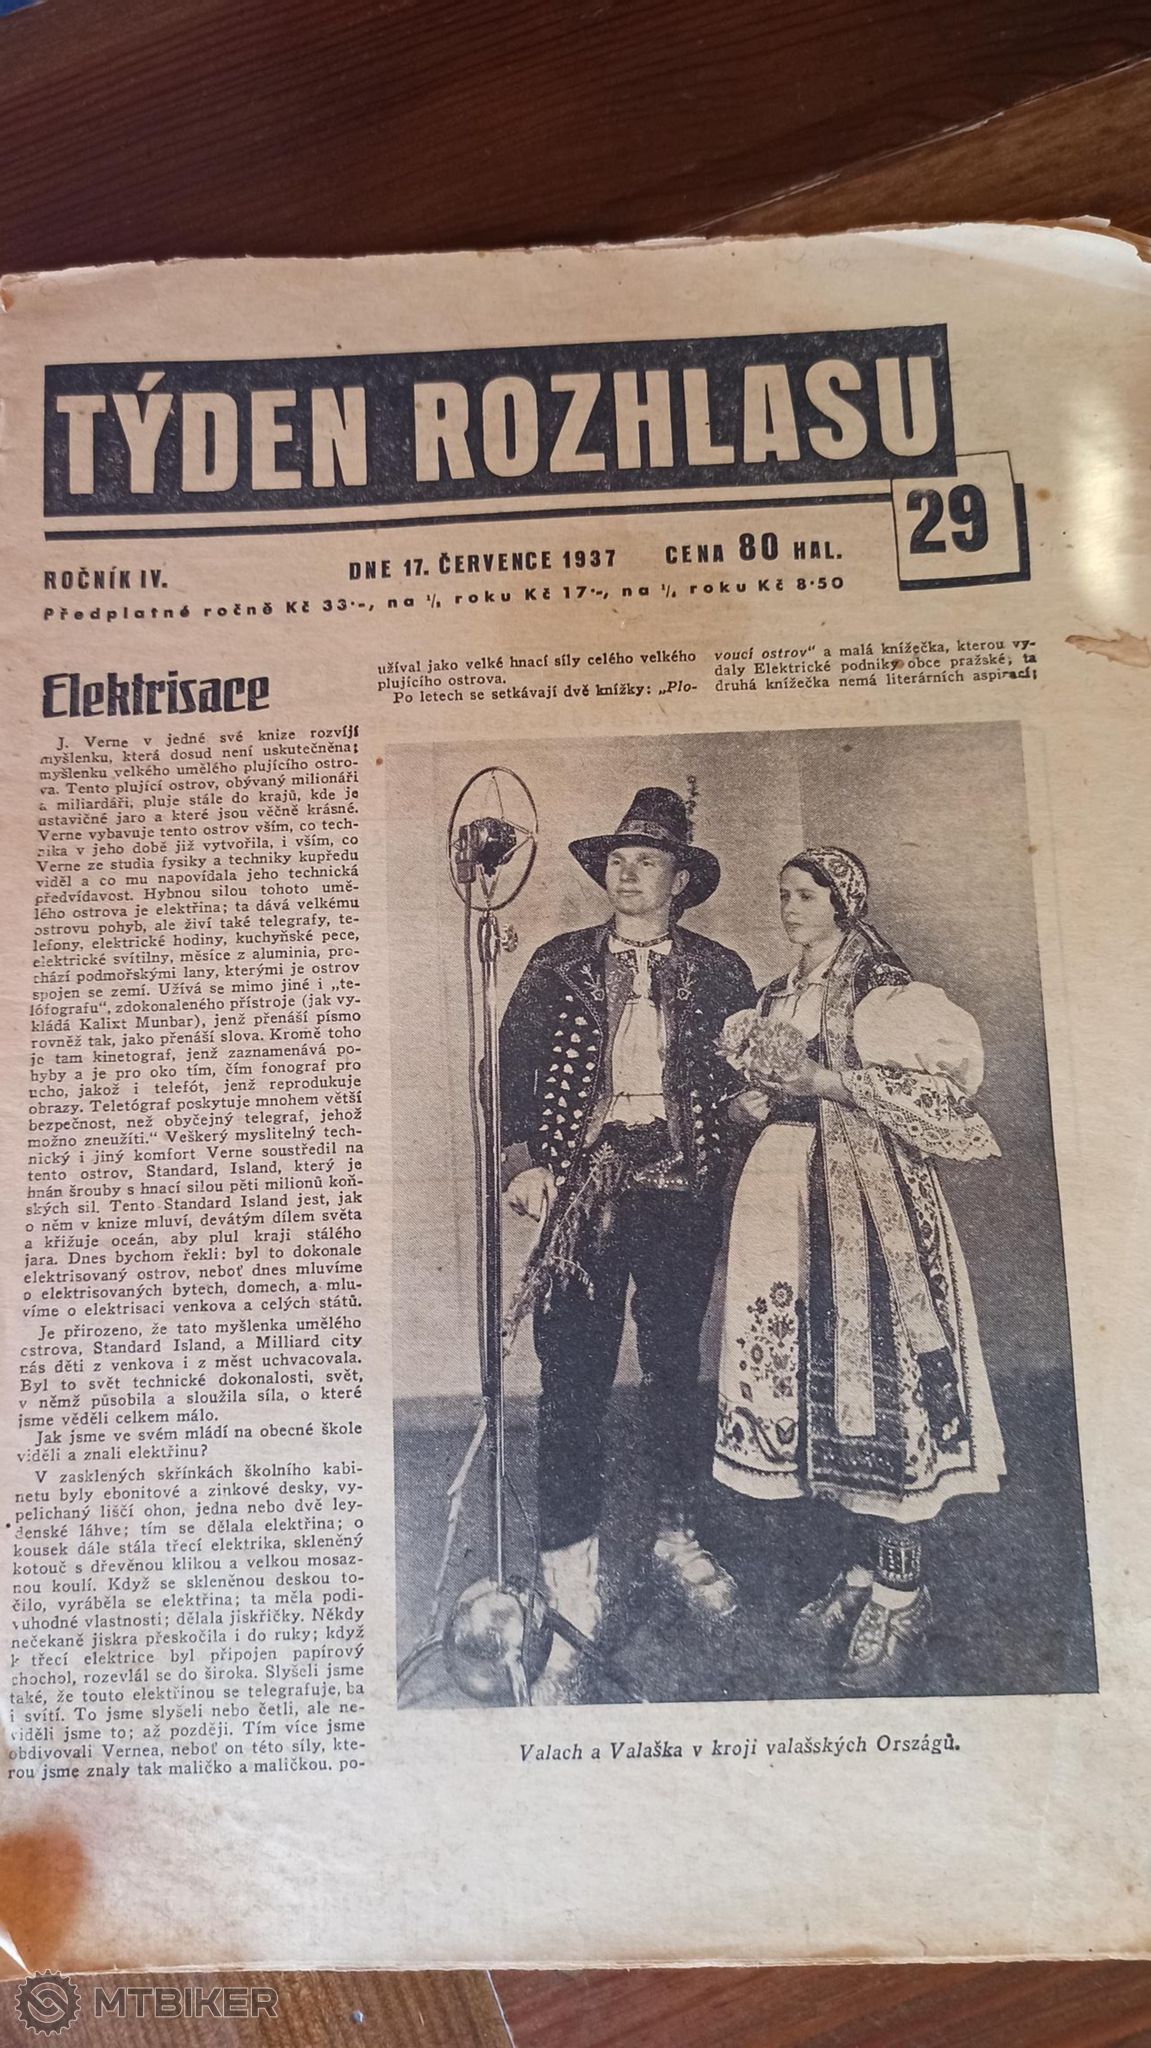 TÝDEN ROZHLASU
29
ROČNÍK IV.
DNE 17. ČERVENCE 1937
CENA 80 HAL.
Předplatné ročně Kč 33·-, na ½ roku Kč 17·-, na ¼ roku Kč 8·50
Elektrisace
J. Verne v jedné své knize rozvíjí
myšlenku, která dosud není uskutečněna;
myšlenku velkého umělého plujícího ostro-
va. Tento plující ostrov, obývaný milionáři
a miliardáři, pluje stále do krajů, kde je
ustavičné jaro a které jsou věčně krásné.
Verne vybavuje tento ostrov vším, co tech-
nika v jeho době již vytvořila, i vším, co
Verne ze studia fysiky a techniky kupředu
viděl a co mu napovídala jeho technická
předvídavost. Hybnou silou tohoto umě-
lého ostrova je elektřina; ta dává velkému
ostrovu pohyb, ale živí také telegrafy, te-
lefony, elektrické hodiny, kuchyňské pece,
elektrické svítilny, měsíce z aluminia, pro-
chází podmořskými lany, kterými je ostrov
spojen se zemí. Užívá se mimo jiné i „te-
lófografu“, zdokonaleného přístroje (jak vy-
kládá Kalixt Munbar), jenž přenáší písmo
rovněž tak, jako přenáší slova. Kromě toho
je tam kinetograf, jenž zaznamenává po-
hyby a je pro oko tím, čím fonograf pro
ucho, jakož i telefót, jenž reprodukuje
obrazy. Teletógraf poskytuje mnohem větší
bezpečnost, než obyčejný telegraf, jehož
možno zneužíti.“ Veškerý myslitelný tech-
nický i jiný komfort Verne soustředil na
tento ostrov, Standard, Island, který je
hnán šrouby s hnací silou pěti milionů koň-
ských sil. Tento Standard Island jest, jak
o něm v knize mluví, devátým dílem světa
a křižuje oceán, aby plul kraji stálého
jara. Dnes bychom řekli: byl to dokonale
elektrisovaný ostrov, neboť dnes mluvíme
o elektrisovaných bytech, domech, a mlu-
víme o elektrisaci venkova a celých států.
Je přirozeno, že tato myšlenka umělého
ostrova, Standard Island, a Milliard city
nás děti z venkova i z měst uchvacovala.
Byl to svět technické dokonalosti, svět,
v němž působila a sloužila síla, o které
jsme věděli celkem málo.
Jak jsme ve svém mládí na obecné škole
viděli a znali elektřinu?
V zasklených skřínkách školního kabi-
netu byly ebonitové a zinkové desky, vy-
pelichaný liščí ohon, jedna nebo dvě ley-
denské láhve; tím se dělala elektřina; o
kousek dále stála třecí elektrika, skleněný
kotouč s dřevěnou klikou a velkou mosaz-
nou koulí. Když se skleněnou deskou to-
čilo, vyráběla se elektřina; ta měla podi-
vuhodné vlastnosti; dělala jiskřičky. Někdy
nečekaně jiskra přeskočila i do ruky; když
k třecí elektrice byl připojen papírový
chochol, rozevlál se do široka. Slyšeli jsme
také, že touto elektřinou se telegrafuje, ba
i svítí. To jsme slyšeli nebo četli, ale ne-
viděli jsme to; až později. Tím více jsme
obdivovali Vernea, neboť on této síly, kte-
rou jsme znaly tak maličko a maličkou, po-
užíval jako velké hnací síly celého velkého
plujícího ostrova.
Po letech se setkávají dvě knížky: „Plo-
voucí ostrov“ a malá knížečka, kterou vy-
daly Elektrické podniky obce pražské; ta
druhá knížečka nemá literárních aspirací;
Valach a Valaška v kroji valašských Országů.
MTBIKER